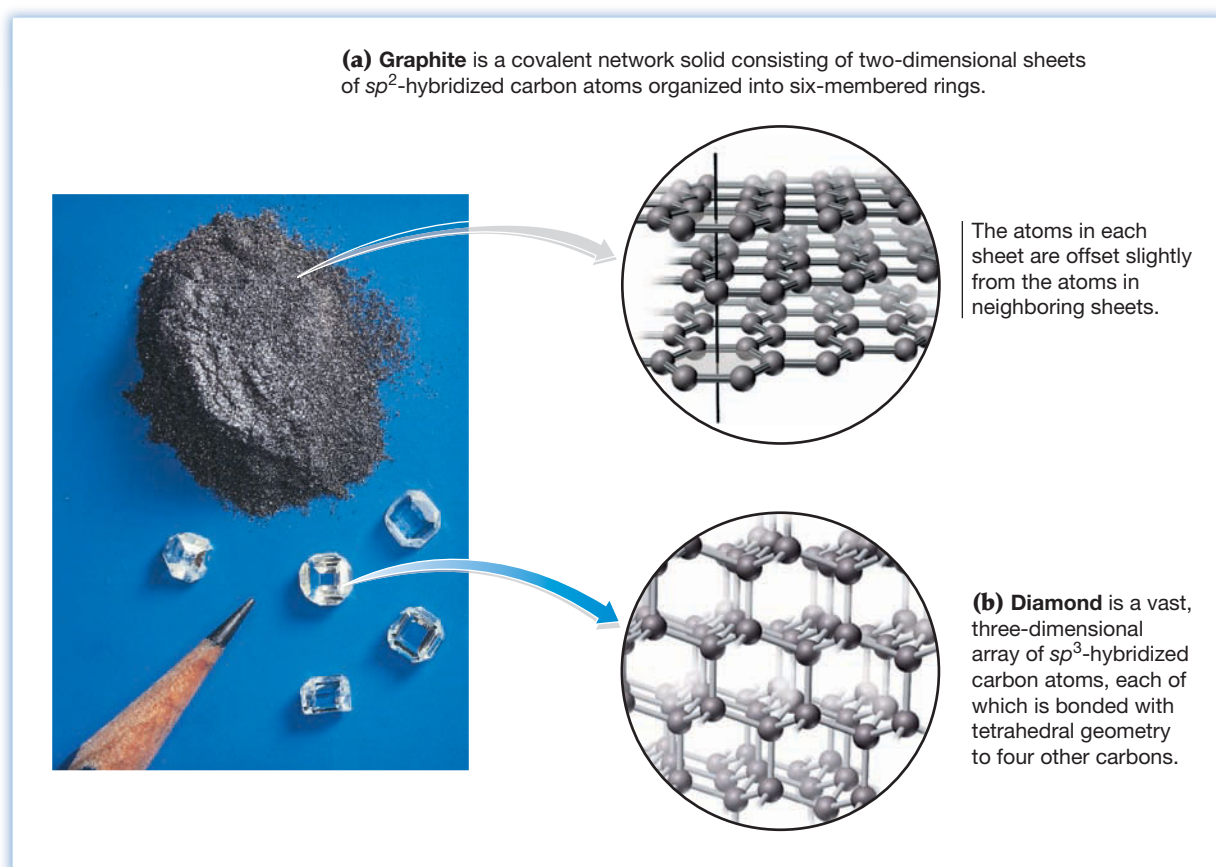 (a) Graphite is a covalent network solid consisting of two-dimensional sheets
of sp²-hybridized carbon atoms organized into six-membered rings.
The atoms in each
sheet are offset slightly
from the atoms in
neighboring sheets.
(b) Diamond is a vast,
three-dimensional
array of sp³-hybridized
carbon atoms, each of
which is bonded with
tetrahedral geometry
to four other carbons.